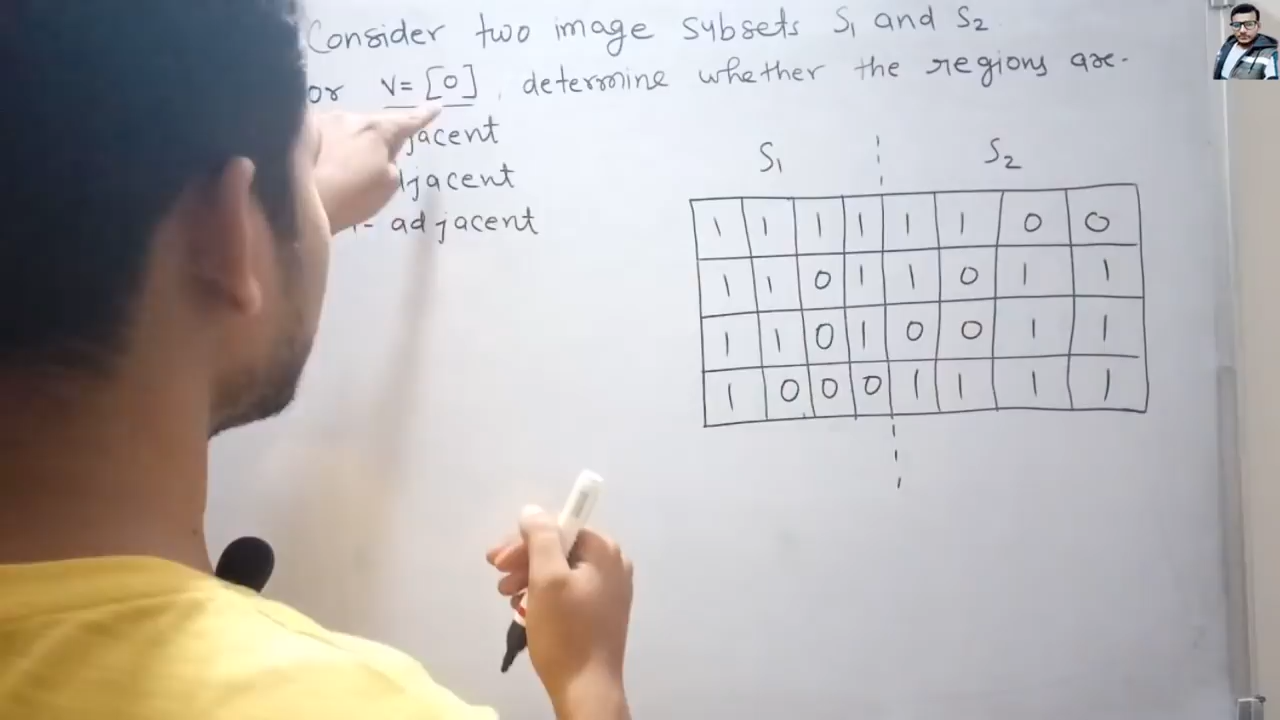 Consider two image subsets S1 and S2
or V=[0], determine whether the regions are.
jacent
djacent
- adjacent
S1 S2
1 1 1 1 1 1 0 0
1 1 0 1 1 0 1 1
1 1 0 1 0 0 1 1
1 0 0 0 1 1 1 1